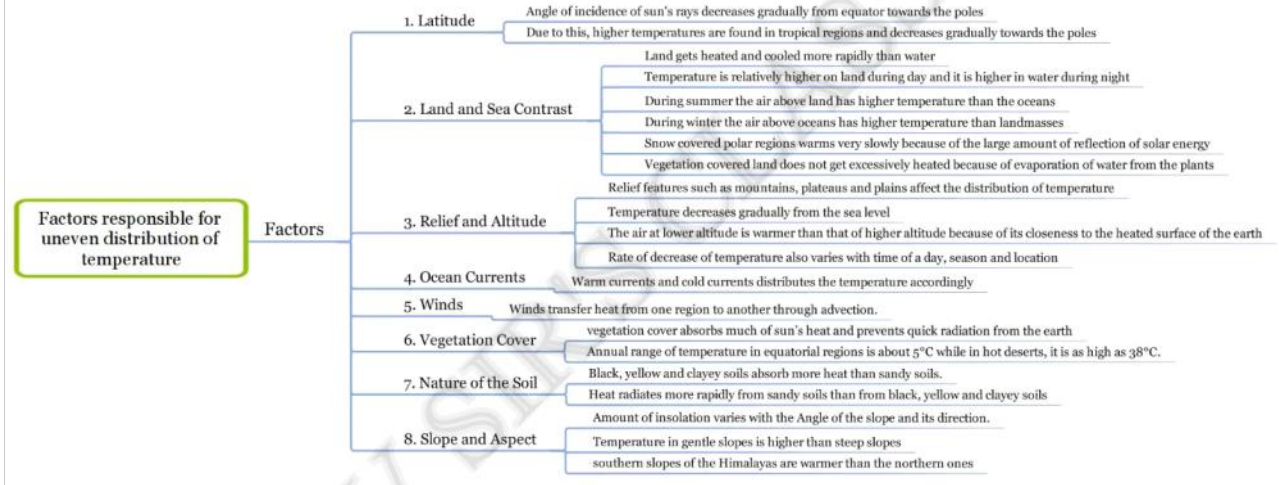 Factors responsible for
uneven distribution of
temperature
Factors
1. Latitude
Angle of incidence of sun's rays decreases gradually from equator towards the poles
Due to this, higher temperatures are found in tropical regions and decreases gradually towards the poles
2. Land and Sea Contrast
Land gets heated and cooled more rapidly than water
Temperature is relatively higher on land during day and it is higher in water during night
During summer the air above land has higher temperature than the oceans
During winter the air above oceans has higher temperature than landmasses
Snow covered polar regions warms very slowly because of the large amount of reflection of solar energy
Vegetation covered land does not get excessively heated because of evaporation of water from the plants
3. Relief and Altitude
Relief features such as mountains, plateaus and plains affect the distribution of temperature
Temperature decreases gradually from the sea level
The air at lower altitude is warmer than that of higher altitude because of its closeness to the heated surface of the earth
Rate of decrease of temperature also varies with time of a day, season and location
4. Ocean Currents
Warm currents and cold currents distributes the temperature accordingly
5. Winds
Winds transfer heat from one region to another through advection.
6. Vegetation Cover
vegetation cover absorbs much of sun's heat and prevents quick radiation from the earth
Annual range of temperature in equatorial regions is about 5°C while in hot deserts, it is as high as 38°C.
7. Nature of the Soil
Black, yellow and clayey soils absorb more heat than sandy soils.
Heat radiates more rapidly from sandy soils than from black, yellow and clayey soils
8. Slope and Aspect
Amount of insolation varies with the Angle of the slope and its direction.
Temperature in gentle slopes is higher than steep slopes
southern slopes of the Himalayas are warmer than the northern ones